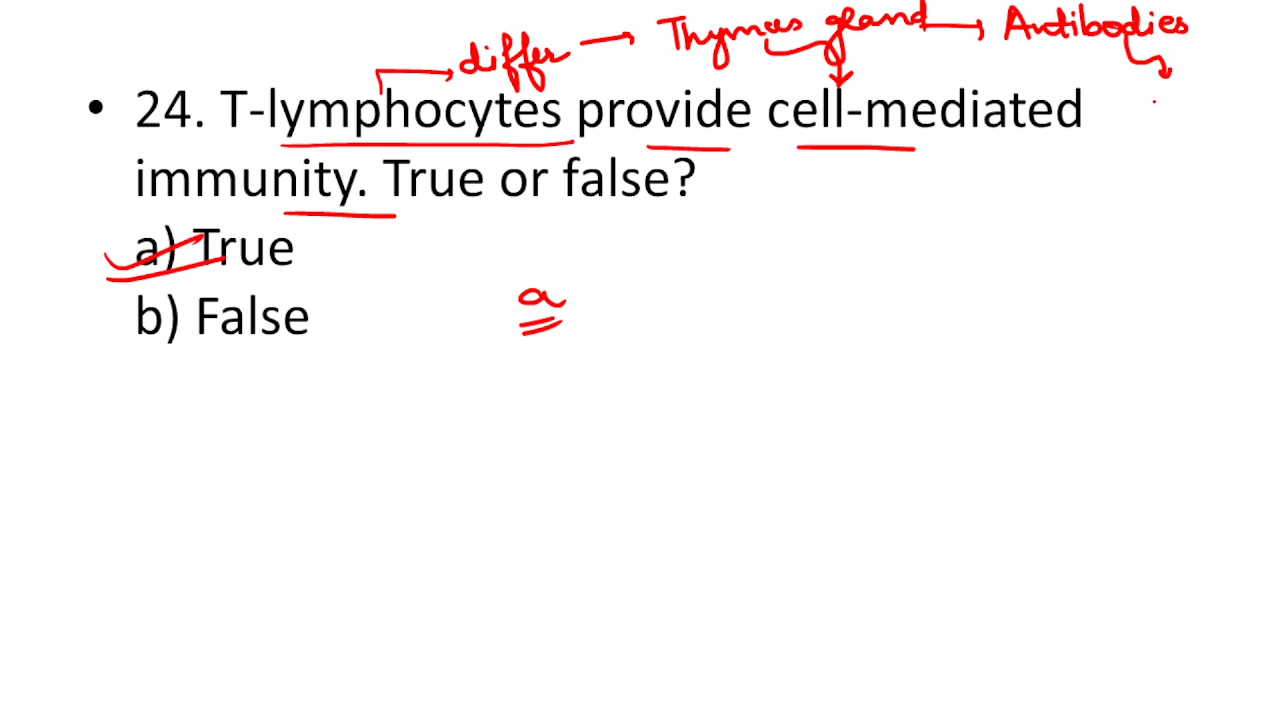 differ → Thymus gland → Antibodies
• 24. T-lymphocytes provide cell-mediated
immunity. True or false?
a) True
b) False
a